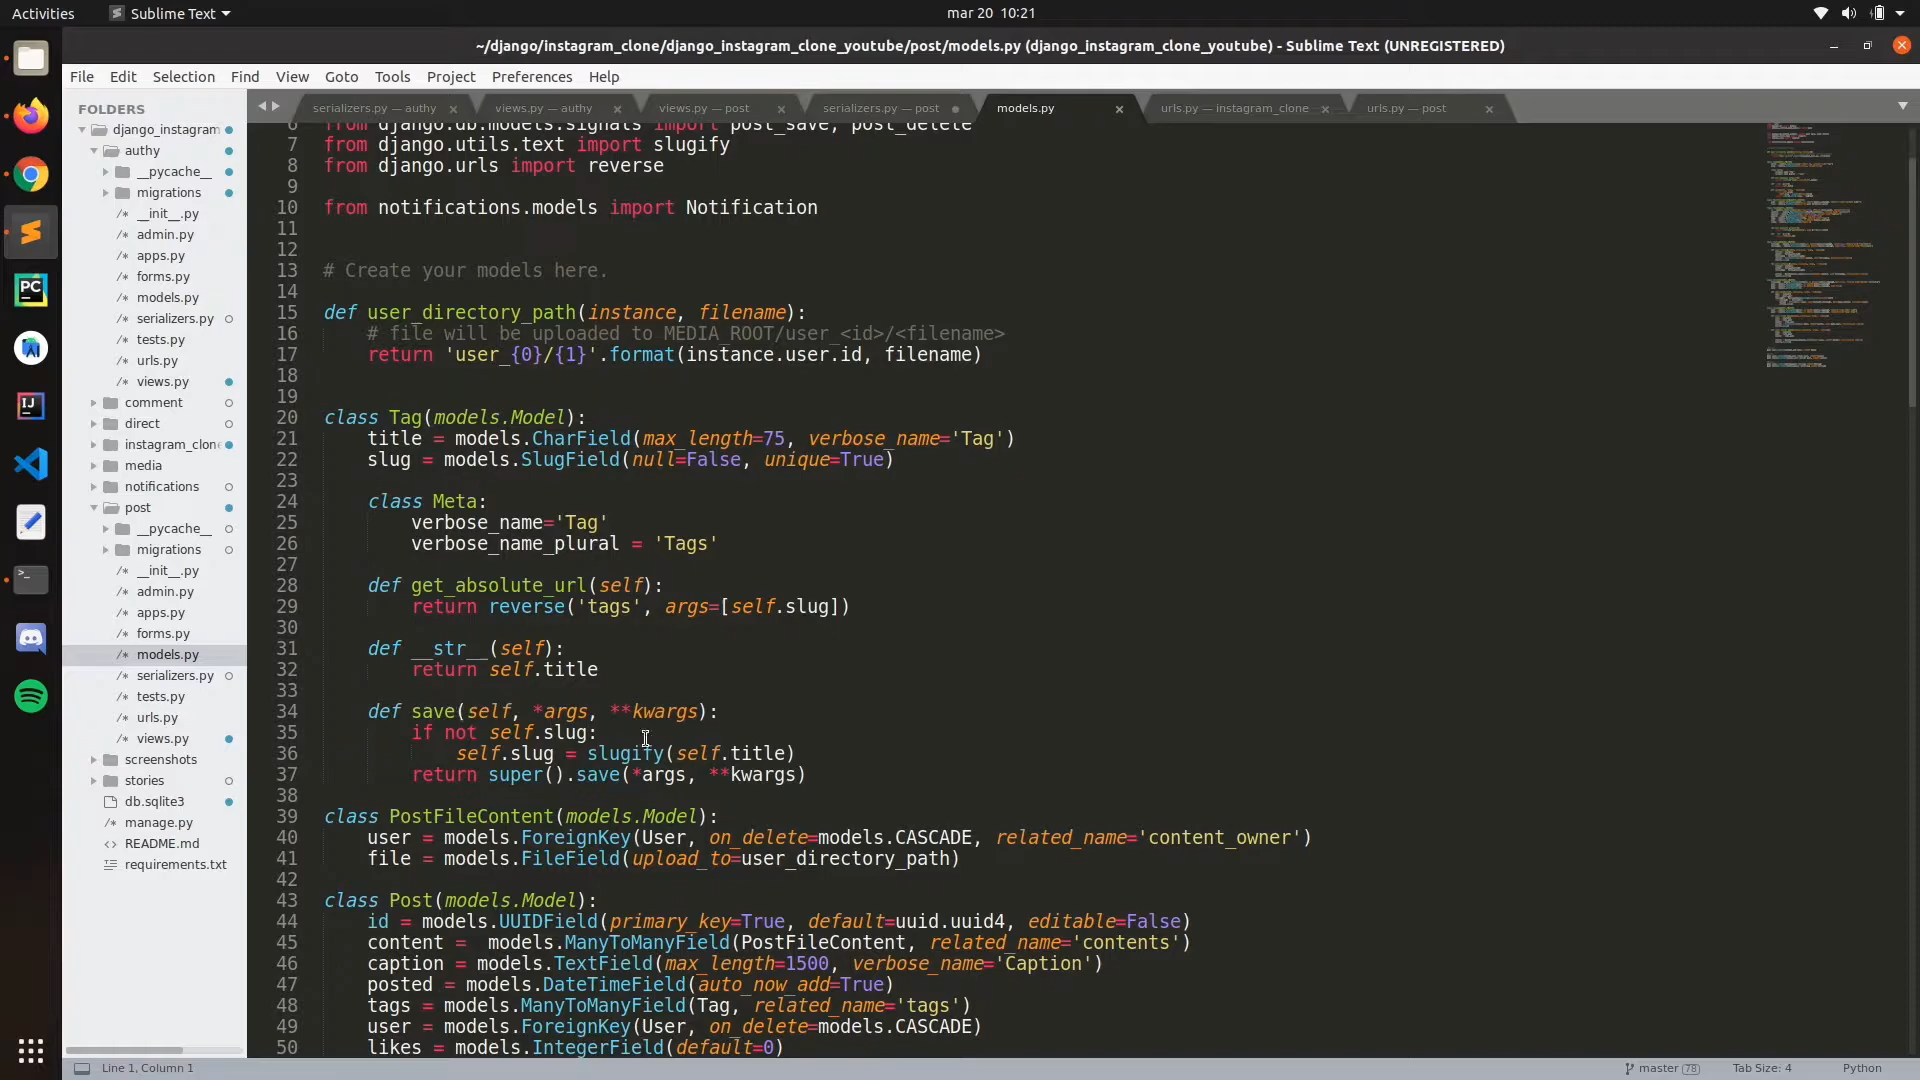 Activities Sublime Text mar 20 10:21
~/django/instagram_clone/django_instagram_clone_youtube/post/models.py (django_instagram_clone_youtube) - Sublime Text (UNREGISTERED)
File Edit Selection Find View Goto Tools Project Preferences Help
FOLDERS
django_instagram
authy
__pycache__
migrations
__init__.py
admin.py
apps.py
forms.py
models.py
serializers.py
tests.py
urls.py
views.py
comment
direct
instagram_clone
media
notifications
post
__pycache__
migrations
__init__.py
admin.py
apps.py
forms.py
models.py
serializers.py
tests.py
urls.py
views.py
screenshots
stories
db.sqlite3
manage.py
README.md
requirements.txt
serializers.py — authy views.py — authy views.py — post serializers.py — post models.py urls.py — instagram_clone urls.py — post
6 from django.db.models.signals import post_save, post_delete
7 from django.utils.text import slugify
8 from django.urls import reverse
9
10 from notifications.models import Notification
11
12
13 # Create your models here.
14
15 def user_directory_path(instance, filename):
16     # file will be uploaded to MEDIA_ROOT/user_<id>/<filename>
17     return 'user_{0}/{1}'.format(instance.user.id, filename)
18
19
20 class Tag(models.Model):
21     title = models.CharField(max_length=75, verbose_name='Tag')
22     slug = models.SlugField(null=False, unique=True)
23
24     class Meta:
25         verbose_name='Tag'
26         verbose_name_plural = 'Tags'
27
28     def get_absolute_url(self):
29         return reverse('tags', args=[self.slug])
30
31     def __str__(self):
32         return self.title
33
34     def save(self, *args, **kwargs):
35         if not self.slug:
36             self.slug = slugify(self.title)
37         return super().save(*args, **kwargs)
38
39 class PostFileContent(models.Model):
40     user = models.ForeignKey(User, on_delete=models.CASCADE, related_name='content_owner')
41     file = models.FileField(upload_to=user_directory_path)
42
43 class Post(models.Model):
44     id = models.UUIDField(primary_key=True, default=uuid.uuid4, editable=False)
45     content =  models.ManyToManyField(PostFileContent, related_name='contents')
46     caption = models.TextField(max_length=1500, verbose_name='Caption')
47     posted = models.DateTimeField(auto_now_add=True)
48     tags = models.ManyToManyField(Tag, related_name='tags')
49     user = models.ForeignKey(User, on_delete=models.CASCADE)
50     likes = models.IntegerField(default=0)
Line 1, Column 1 master 78 Tab Size: 4 Python